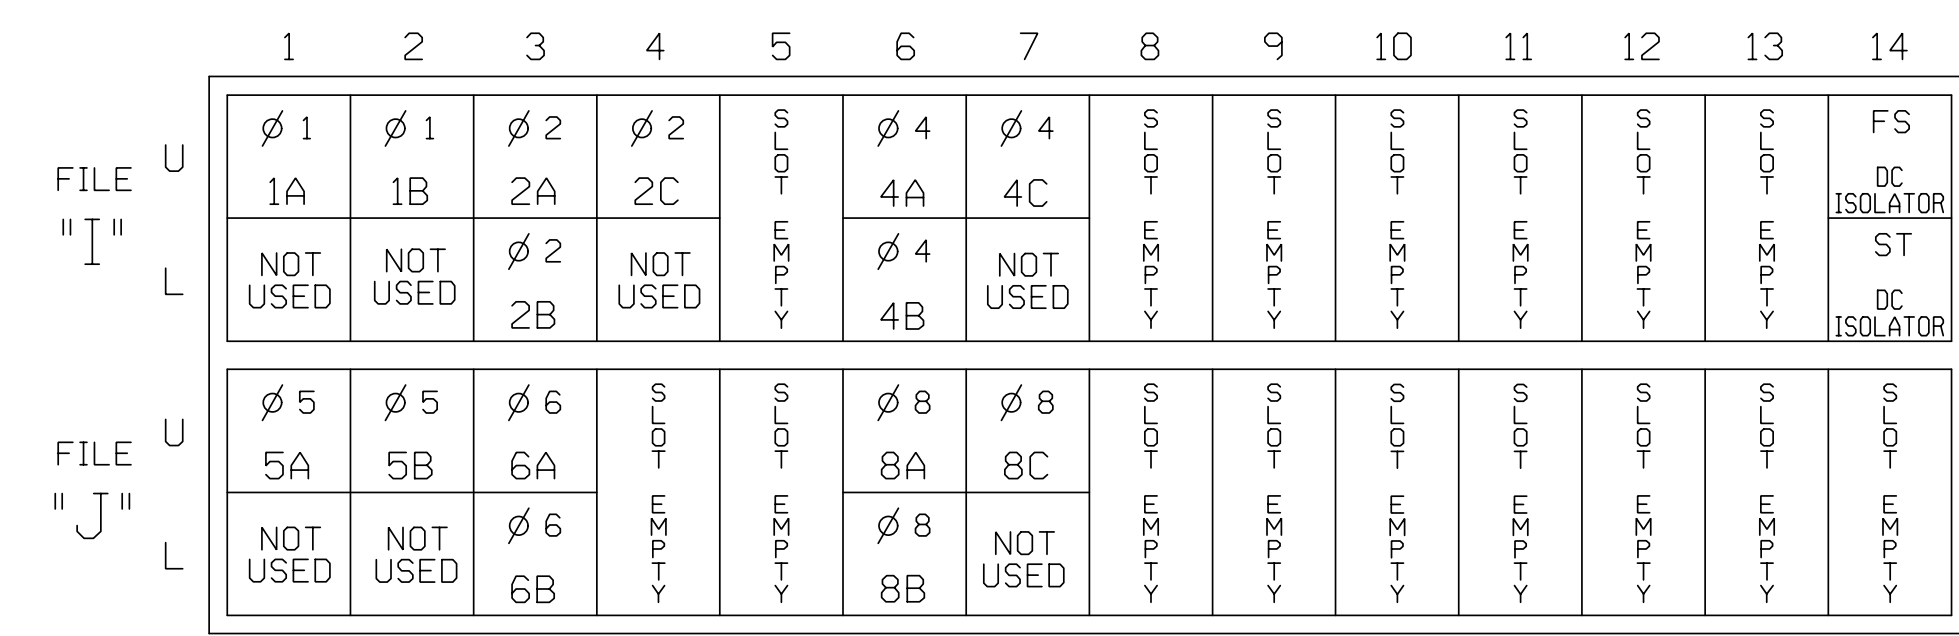 1 2 3 4 5 6 7 8 9 10 11 12 13 14
FILE "I"
U
ø 1 1A
ø 1 1B
ø 2 2A
ø 2 2C
SLOT EMPTY
ø 4 4A
ø 4 4C
SLOT EMPTY
SLOT EMPTY
SLOT EMPTY
SLOT EMPTY
SLOT EMPTY
SLOT EMPTY
FS DC ISOLATOR
L
NOT USED
NOT USED
ø 2 2B
NOT USED
ø 4 4B
NOT USED
ST DC ISOLATOR
FILE "J"
U
ø 5 5A
ø 5 5B
ø 6 6A
SLOT EMPTY
SLOT EMPTY
ø 8 8A
ø 8 8C
SLOT EMPTY
SLOT EMPTY
SLOT EMPTY
SLOT EMPTY
SLOT EMPTY
SLOT EMPTY
SLOT EMPTY
L
NOT USED
NOT USED
ø 6 6B
ø 8 8B
NOT USED